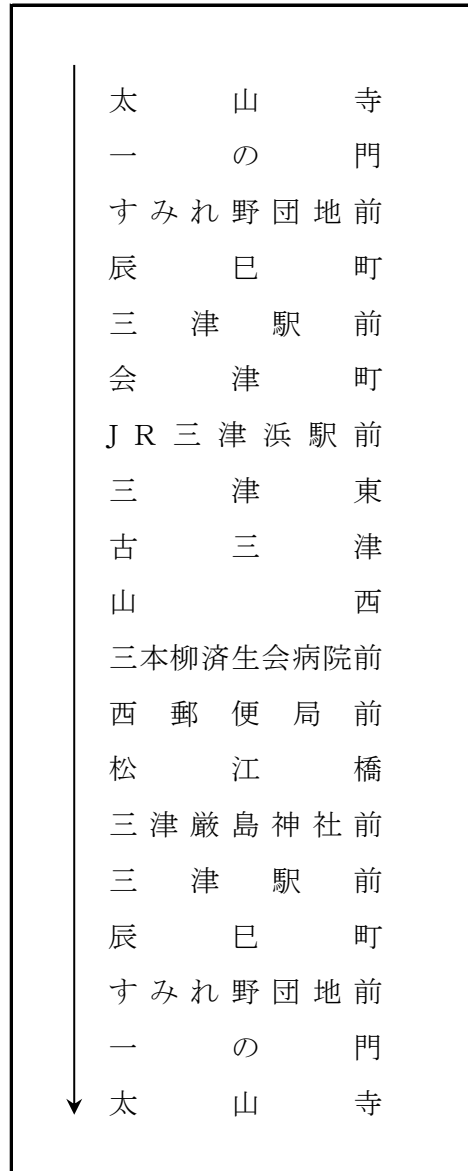 太山寺
一の門
すみれ野団地前
辰巳町
三津駅前
会津町
JR三津浜駅前
三津東
古三津
山西
三本柳済生会病院前
西郵便局前
松江橋
三津厳島神社前
三津駅前
辰巳町
すみれ野団地前
一の門
太山寺